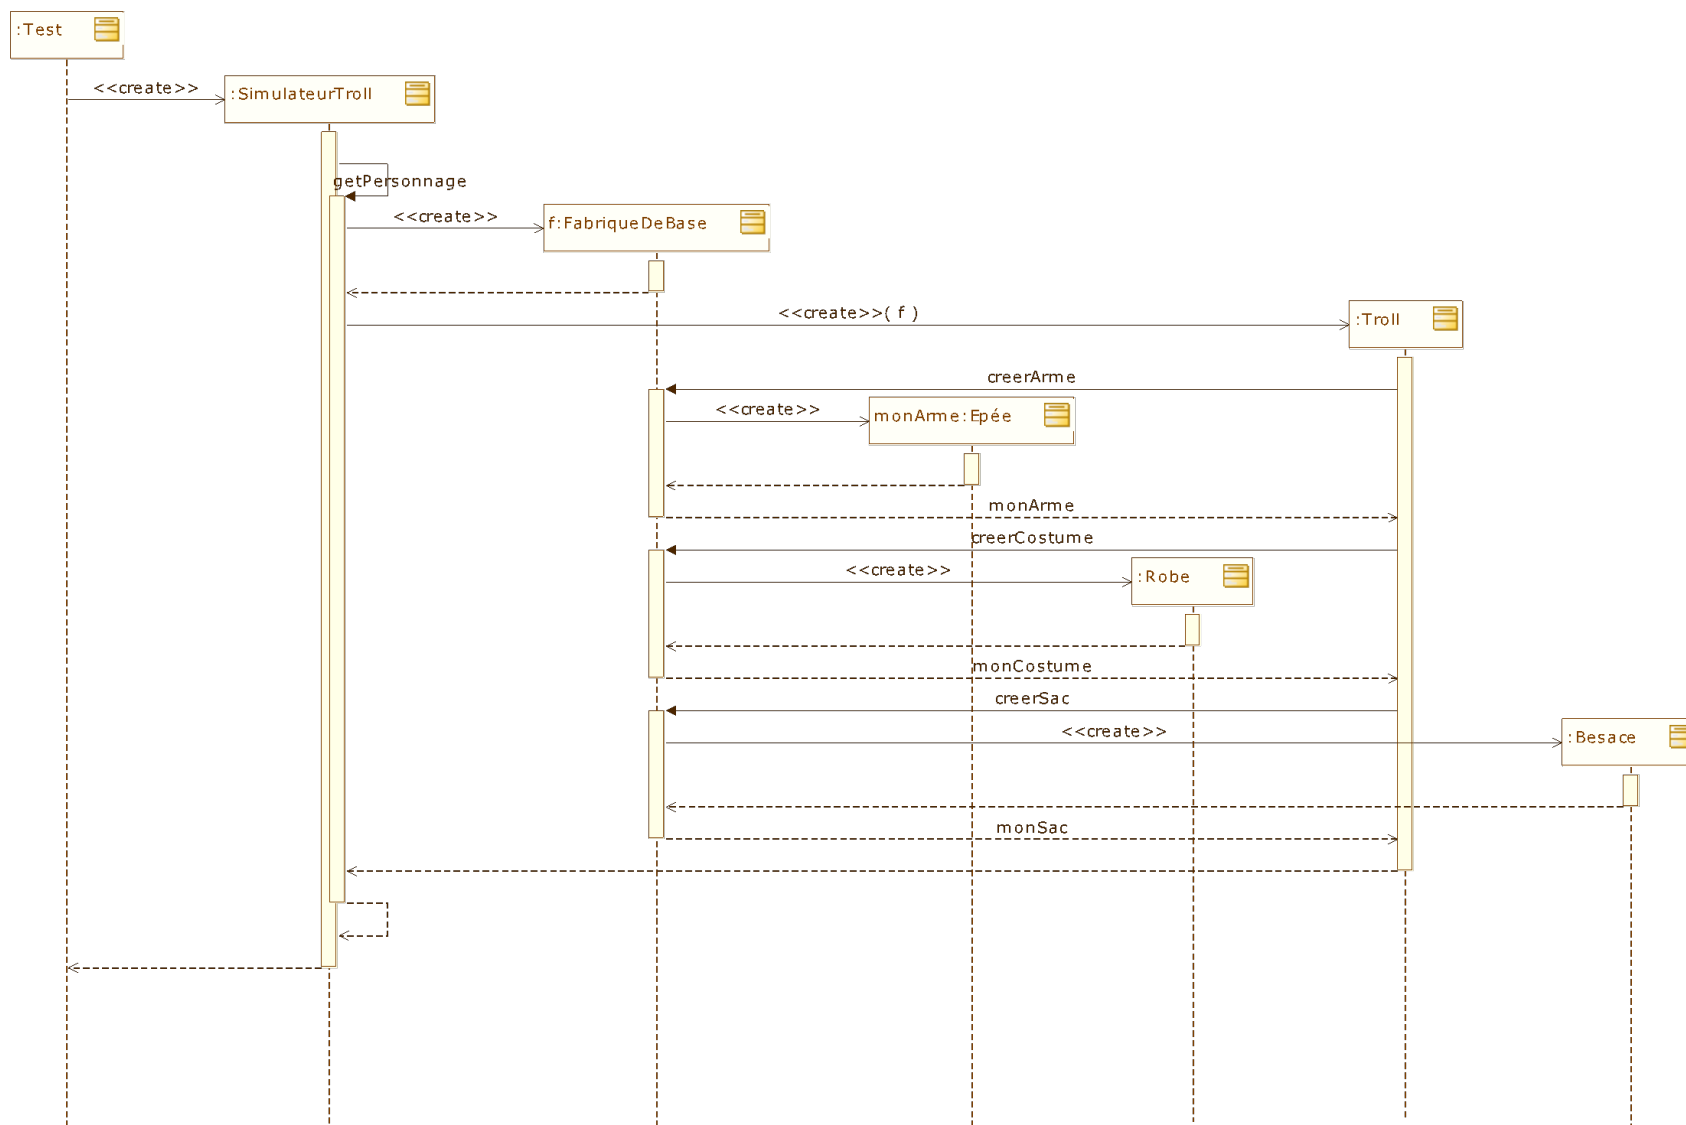 :Test
<<create>>
:SimulateurTroll
getPersonnage
<<create>>
f:FabriqueDeBase
<<create>>( f )
:Troll
creerArme
<<create>>
monArme:Epée
monArme
creerCostume
<<create>>
:Robe
monCostume
creerSac
<<create>>
:Besace
monSac